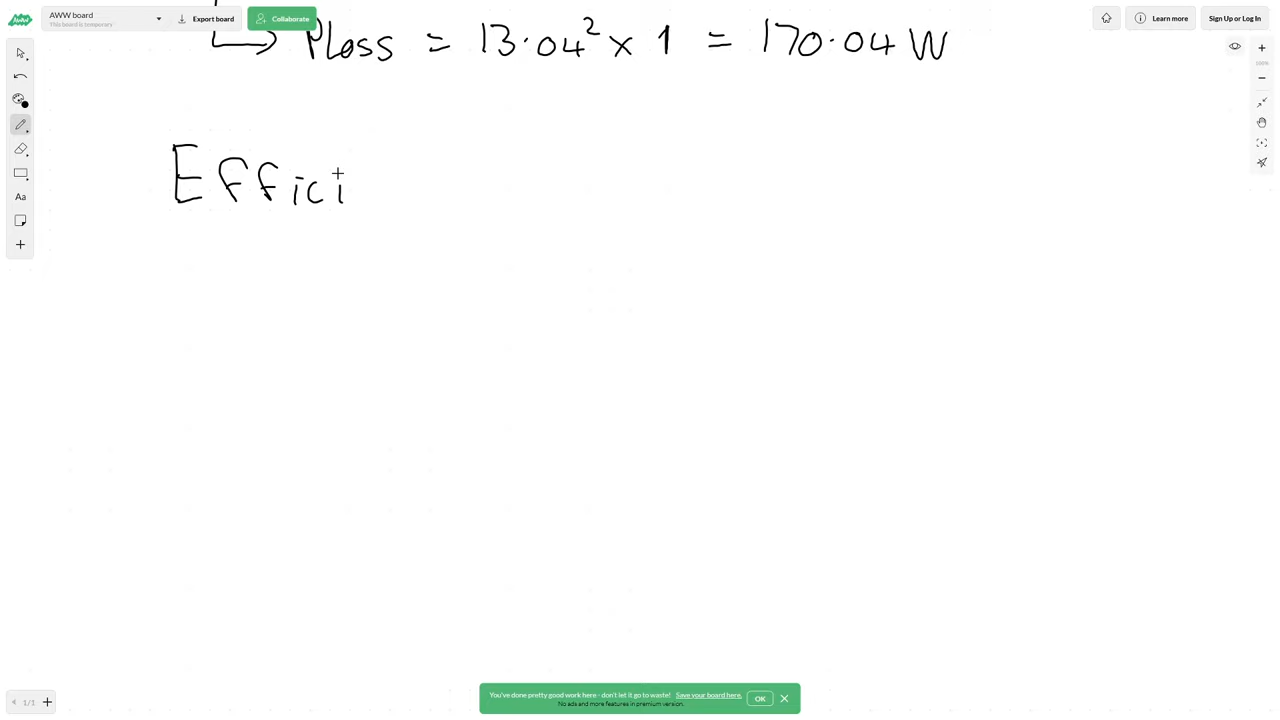 AWW board
This board is temporary
Export board
Collaborate
Learn more
Sign Up or Log In
Ploss = 13.04² x 1 = 170.04 W
100%
Effici
Aa
You've done pretty good work here - don't let it go to waste! Save your board here.
No ads and more features in premium version.
OK
1/1